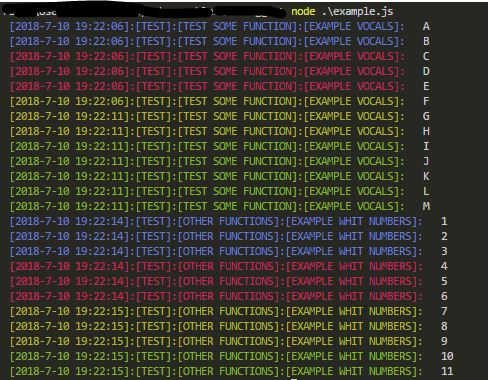 node .\example.js
[2018-7-10 19:22:06]:[TEST]:[TEST SOME FUNCTION]:[EXAMPLE VOCALS]: A
[2018-7-10 19:22:06]:[TEST]:[TEST SOME FUNCTION]:[EXAMPLE VOCALS]: B
[2018-7-10 19:22:06]:[TEST]:[TEST SOME FUNCTION]:[EXAMPLE VOCALS]: C
[2018-7-10 19:22:06]:[TEST]:[TEST SOME FUNCTION]:[EXAMPLE VOCALS]: D
[2018-7-10 19:22:06]:[TEST]:[TEST SOME FUNCTION]:[EXAMPLE VOCALS]: E
[2018-7-10 19:22:06]:[TEST]:[TEST SOME FUNCTION]:[EXAMPLE VOCALS]: F
[2018-7-10 19:22:11]:[TEST]:[TEST SOME FUNCTION]:[EXAMPLE VOCALS]: G
[2018-7-10 19:22:11]:[TEST]:[TEST SOME FUNCTION]:[EXAMPLE VOCALS]: H
[2018-7-10 19:22:11]:[TEST]:[TEST SOME FUNCTION]:[EXAMPLE VOCALS]: I
[2018-7-10 19:22:11]:[TEST]:[TEST SOME FUNCTION]:[EXAMPLE VOCALS]: J
[2018-7-10 19:22:11]:[TEST]:[TEST SOME FUNCTION]:[EXAMPLE VOCALS]: K
[2018-7-10 19:22:11]:[TEST]:[TEST SOME FUNCTION]:[EXAMPLE VOCALS]: L
[2018-7-10 19:22:11]:[TEST]:[TEST SOME FUNCTION]:[EXAMPLE VOCALS]: M
[2018-7-10 19:22:14]:[TEST]:[OTHER FUNCTIONS]:[EXAMPLE WHIT NUMBERS]: 1
[2018-7-10 19:22:14]:[TEST]:[OTHER FUNCTIONS]:[EXAMPLE WHIT NUMBERS]: 2
[2018-7-10 19:22:14]:[TEST]:[OTHER FUNCTIONS]:[EXAMPLE WHIT NUMBERS]: 3
[2018-7-10 19:22:14]:[TEST]:[OTHER FUNCTIONS]:[EXAMPLE WHIT NUMBERS]: 4
[2018-7-10 19:22:14]:[TEST]:[OTHER FUNCTIONS]:[EXAMPLE WHIT NUMBERS]: 5
[2018-7-10 19:22:14]:[TEST]:[OTHER FUNCTIONS]:[EXAMPLE WHIT NUMBERS]: 6
[2018-7-10 19:22:15]:[TEST]:[OTHER FUNCTIONS]:[EXAMPLE WHIT NUMBERS]: 7
[2018-7-10 19:22:15]:[TEST]:[OTHER FUNCTIONS]:[EXAMPLE WHIT NUMBERS]: 8
[2018-7-10 19:22:15]:[TEST]:[OTHER FUNCTIONS]:[EXAMPLE WHIT NUMBERS]: 9
[2018-7-10 19:22:15]:[TEST]:[OTHER FUNCTIONS]:[EXAMPLE WHIT NUMBERS]: 10
[2018-7-10 19:22:15]:[TEST]:[OTHER FUNCTIONS]:[EXAMPLE WHIT NUMBERS]: 11